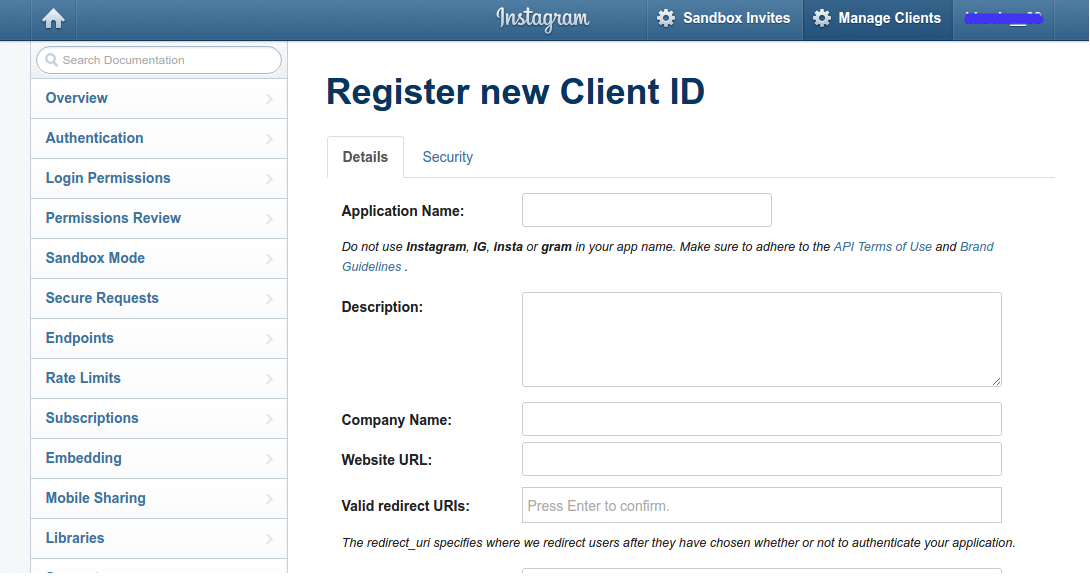 Instagram
Sandbox Invites
Manage Clients
Search Documentation
Overview
Authentication
Login Permissions
Permissions Review
Sandbox Mode
Secure Requests
Endpoints
Rate Limits
Subscriptions
Embedding
Mobile Sharing
Libraries
Register new Client ID
Details
Security
Application Name:
Do not use Instagram, IG, Insta or gram in your app name. Make sure to adhere to the API Terms of Use and Brand
Guidelines .
Description:
Company Name:
Website URL:
Valid redirect URIs:
Press Enter to confirm.
The redirect_uri specifies where we redirect users after they have chosen whether or not to authenticate your application.